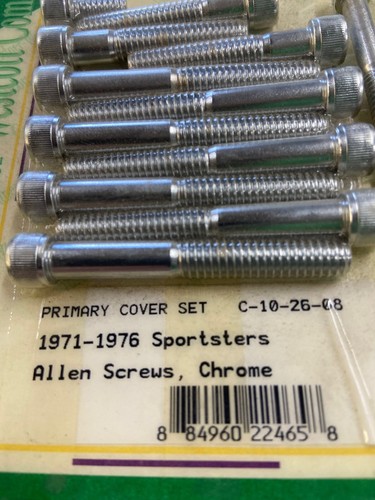 PRIMARY COVER SET C-10-26-08
1971-1976 Sportsters
Allen Screws, Chrome
8 84960 22465 8